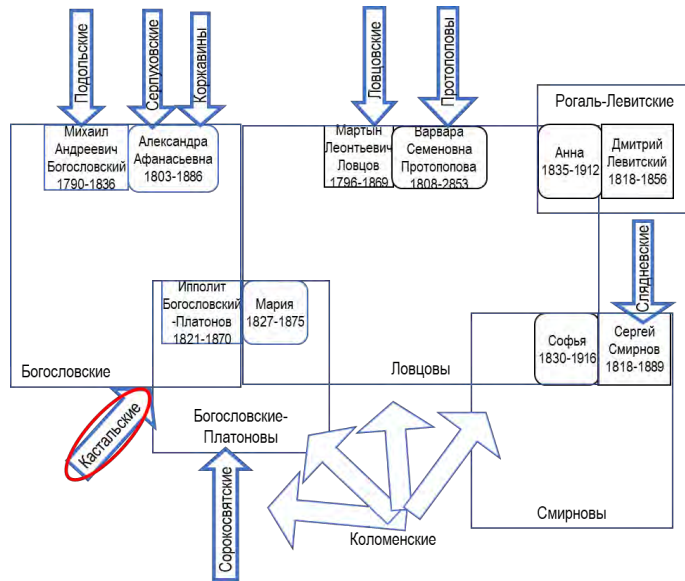 Подольские
Серпуховские
Коржавины
Ловцовские
Протопоповы
Рогаль-Левитские
Михаил
Андреевич
Богословский
1790-1836
Александра
Афанасьевна
1803-1886
Мартын
Леонтьевич
Ловцов
1796-1869
Варвара
Семеновна
Протопопова
1808-2853
Анна
1835-1912
Дмитрий
Левитский
1818-1856
Слядневские
Ипполит
Богословский
-Платонов
1821-1870
Мария
1827-1875
Софья
1830-1916
Сергей
Смирнов
1818-1889
Богословские
Ловцовы
Кастальские
Богословские-
Платоновы
Сорокосвятские
Коломенские
Смирновы